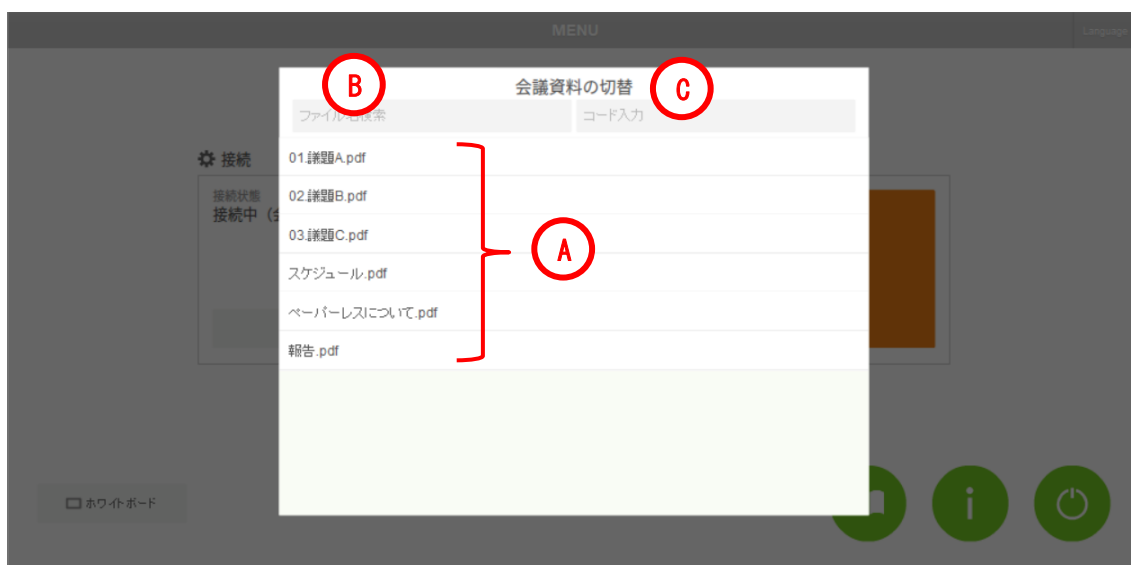 MENU
Language
B
会議資料の切替
C
ファイル名検索
コード入力
接続
01.議題A.pdf
接続状態
02.議題B.pdf
接続中（会
03.議題C.pdf
A
スケジュール.pdf
ペーパーレスについて.pdf
報告.pdf
ホワイトボード
i